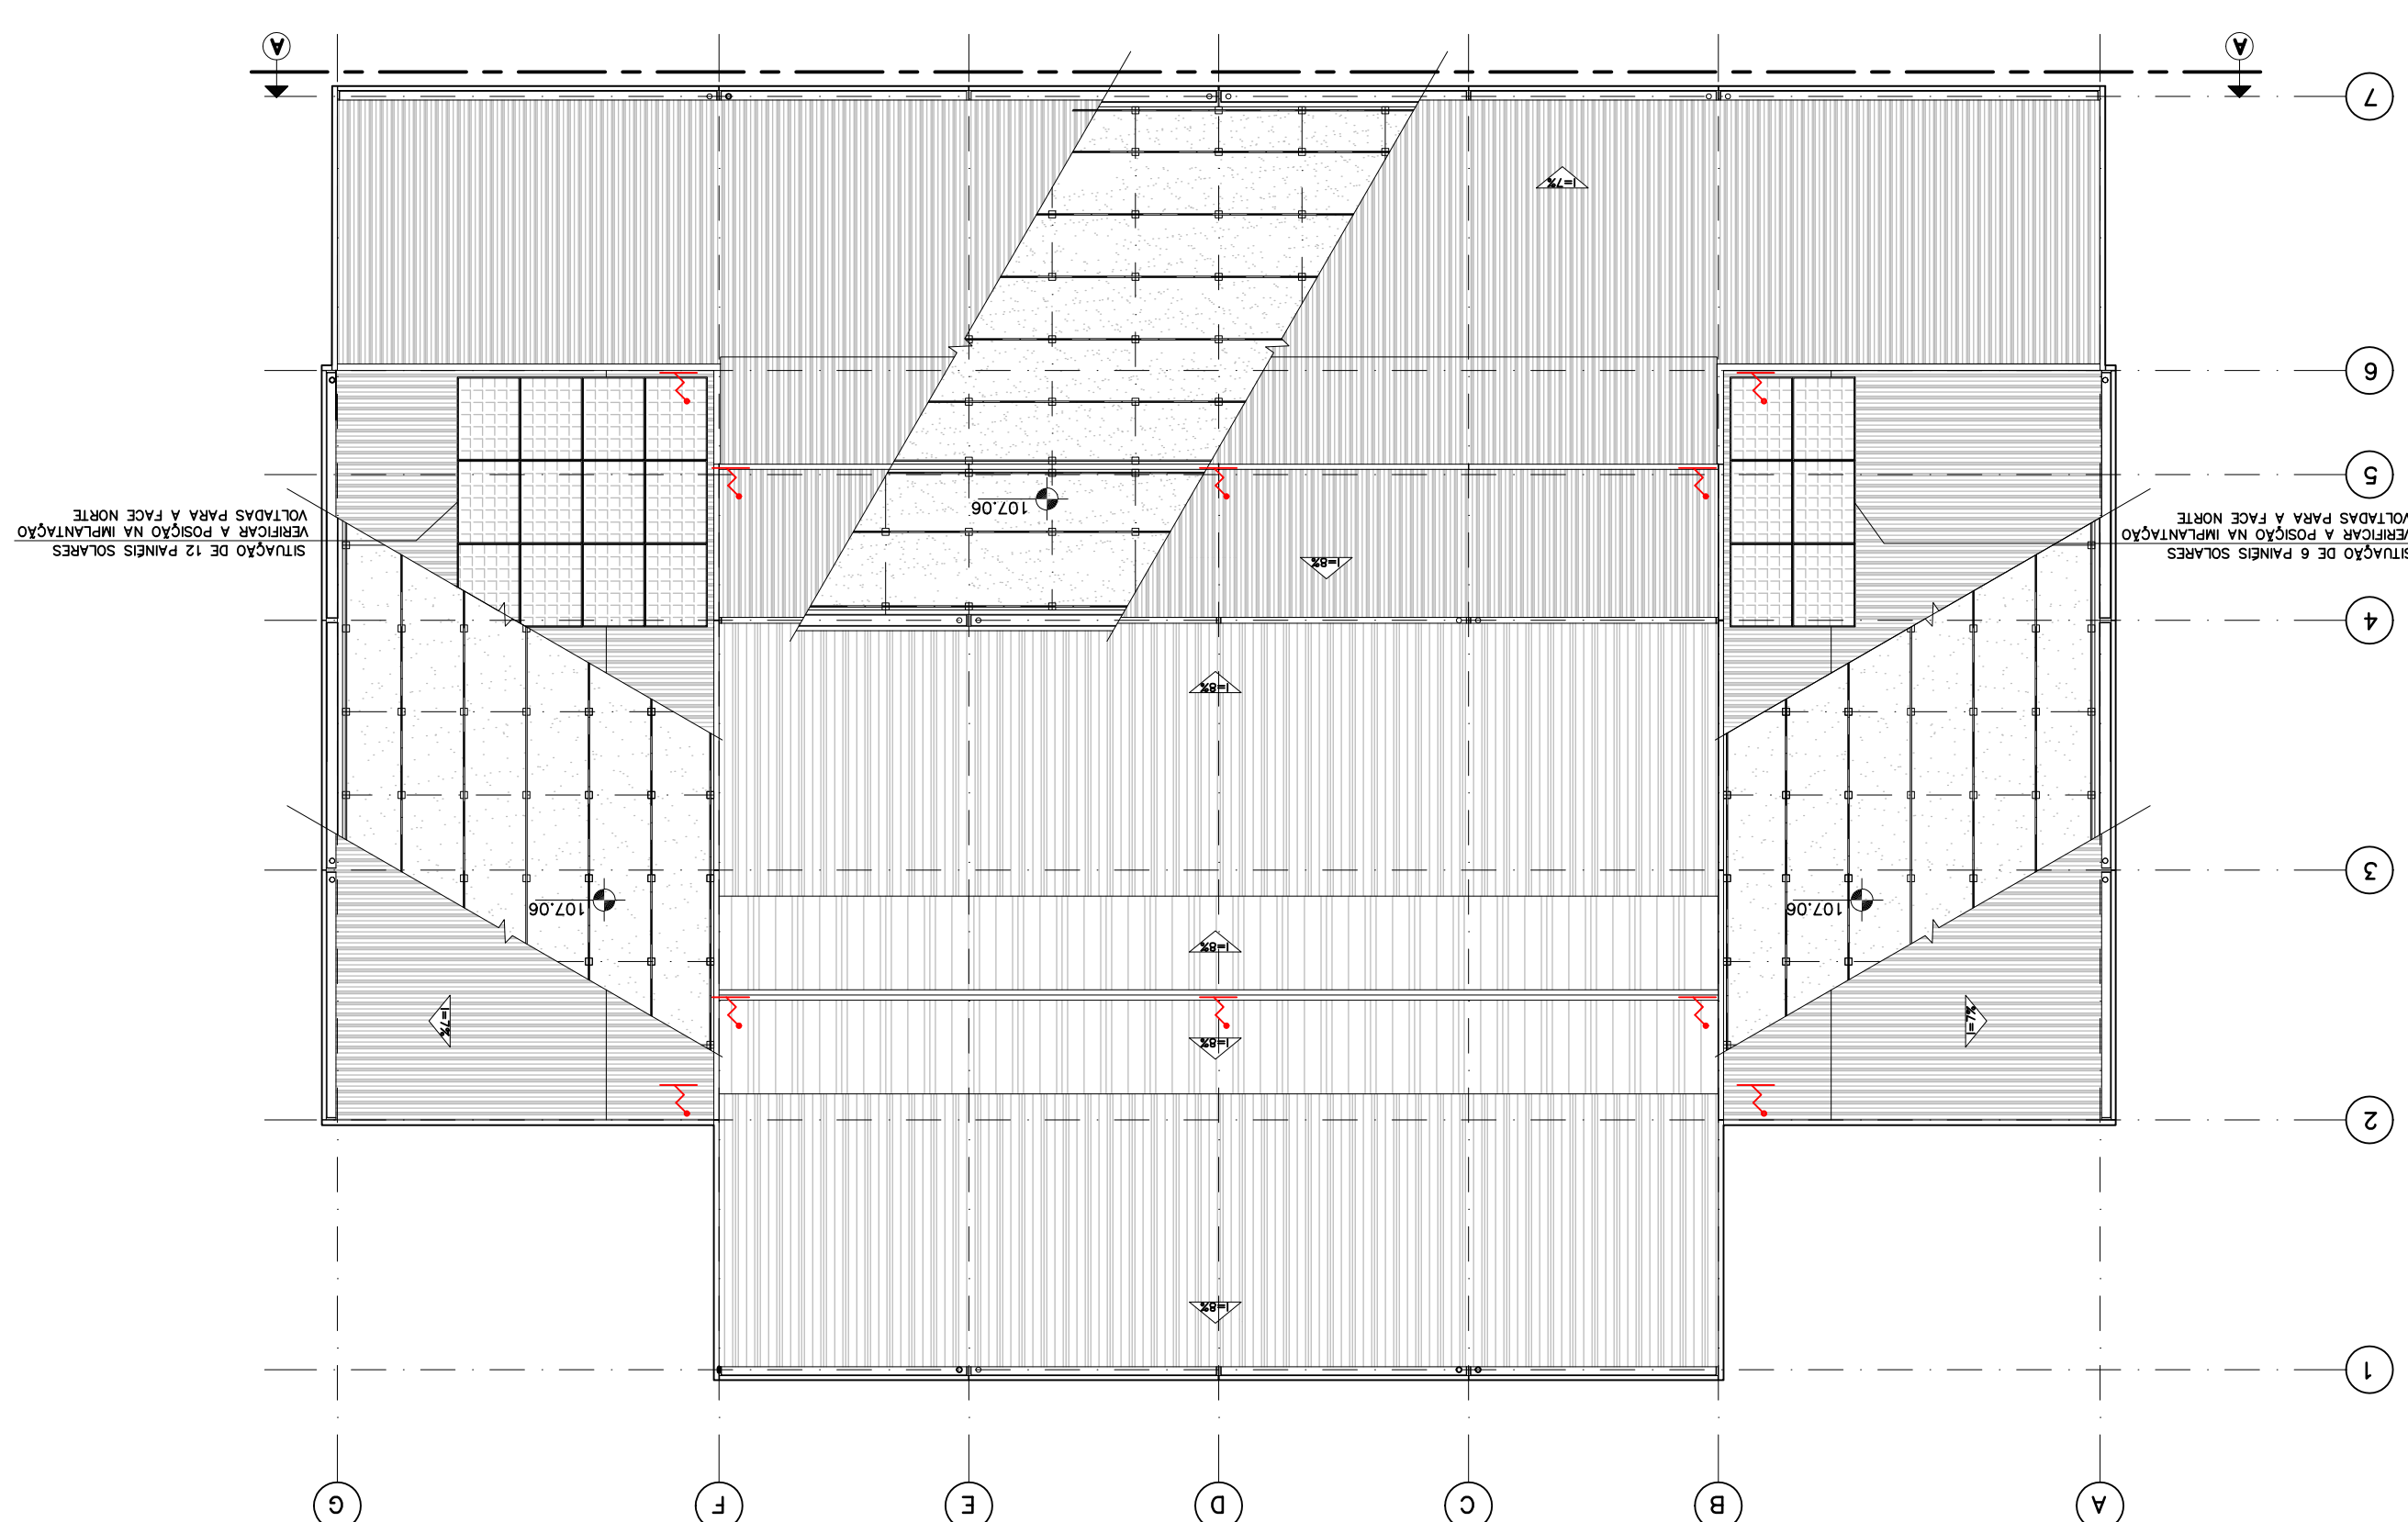 A B C D E F G
1
i=8%
2
i=8%
i=7%
i=7%
i=8%
107.06
107.06
3
i=8%
4
i=8%
SITUAÇÃO DE 6 PAINÉIS SOLARES
VERIFICAR A POSIÇÃO NA IMPLANTAÇÃO
VOLTADAS PARA A FACE NORTE
SITUAÇÃO DE 12 PAINÉIS SOLARES
VERIFICAR A POSIÇÃO NA IMPLANTAÇÃO
VOLTADAS PARA A FACE NORTE
107.06
5
6
i=7%
7
A
A